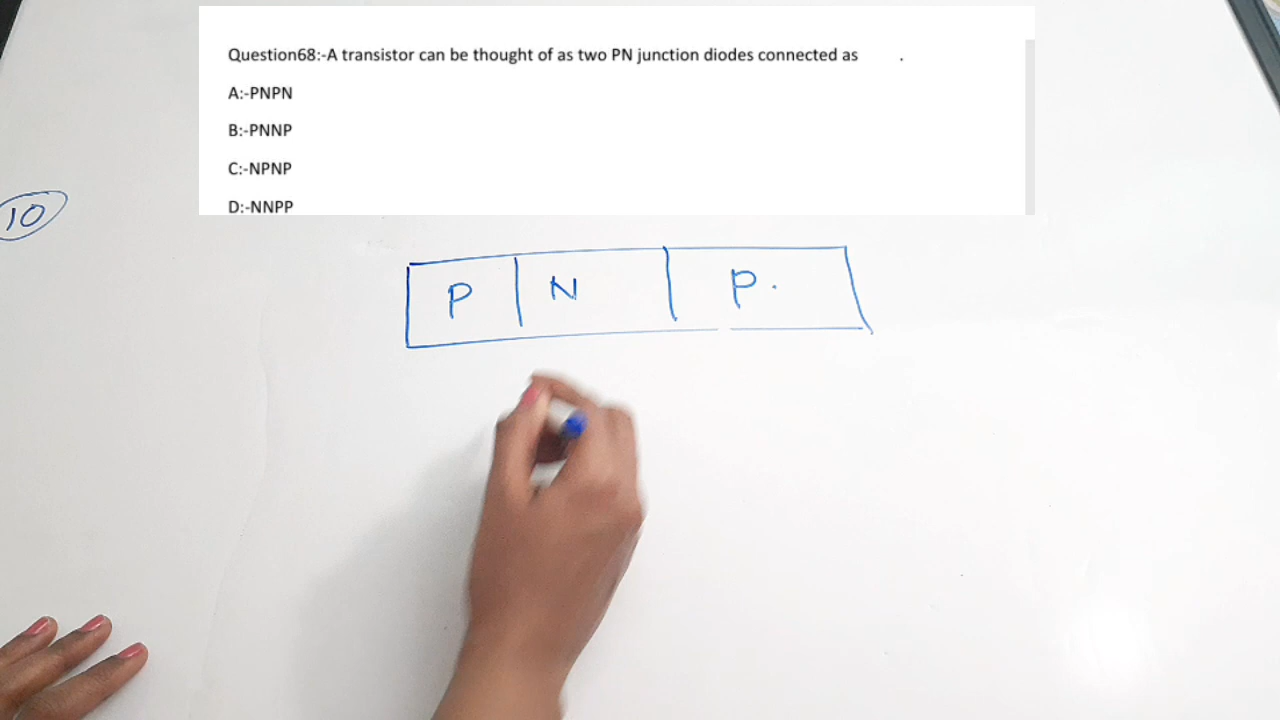 Question68:-A transistor can be thought of as two PN junction diodes connected as .
A:-PNPN
B:-PNNP
C:-NPNP
D:-NNPP
10
P N P.